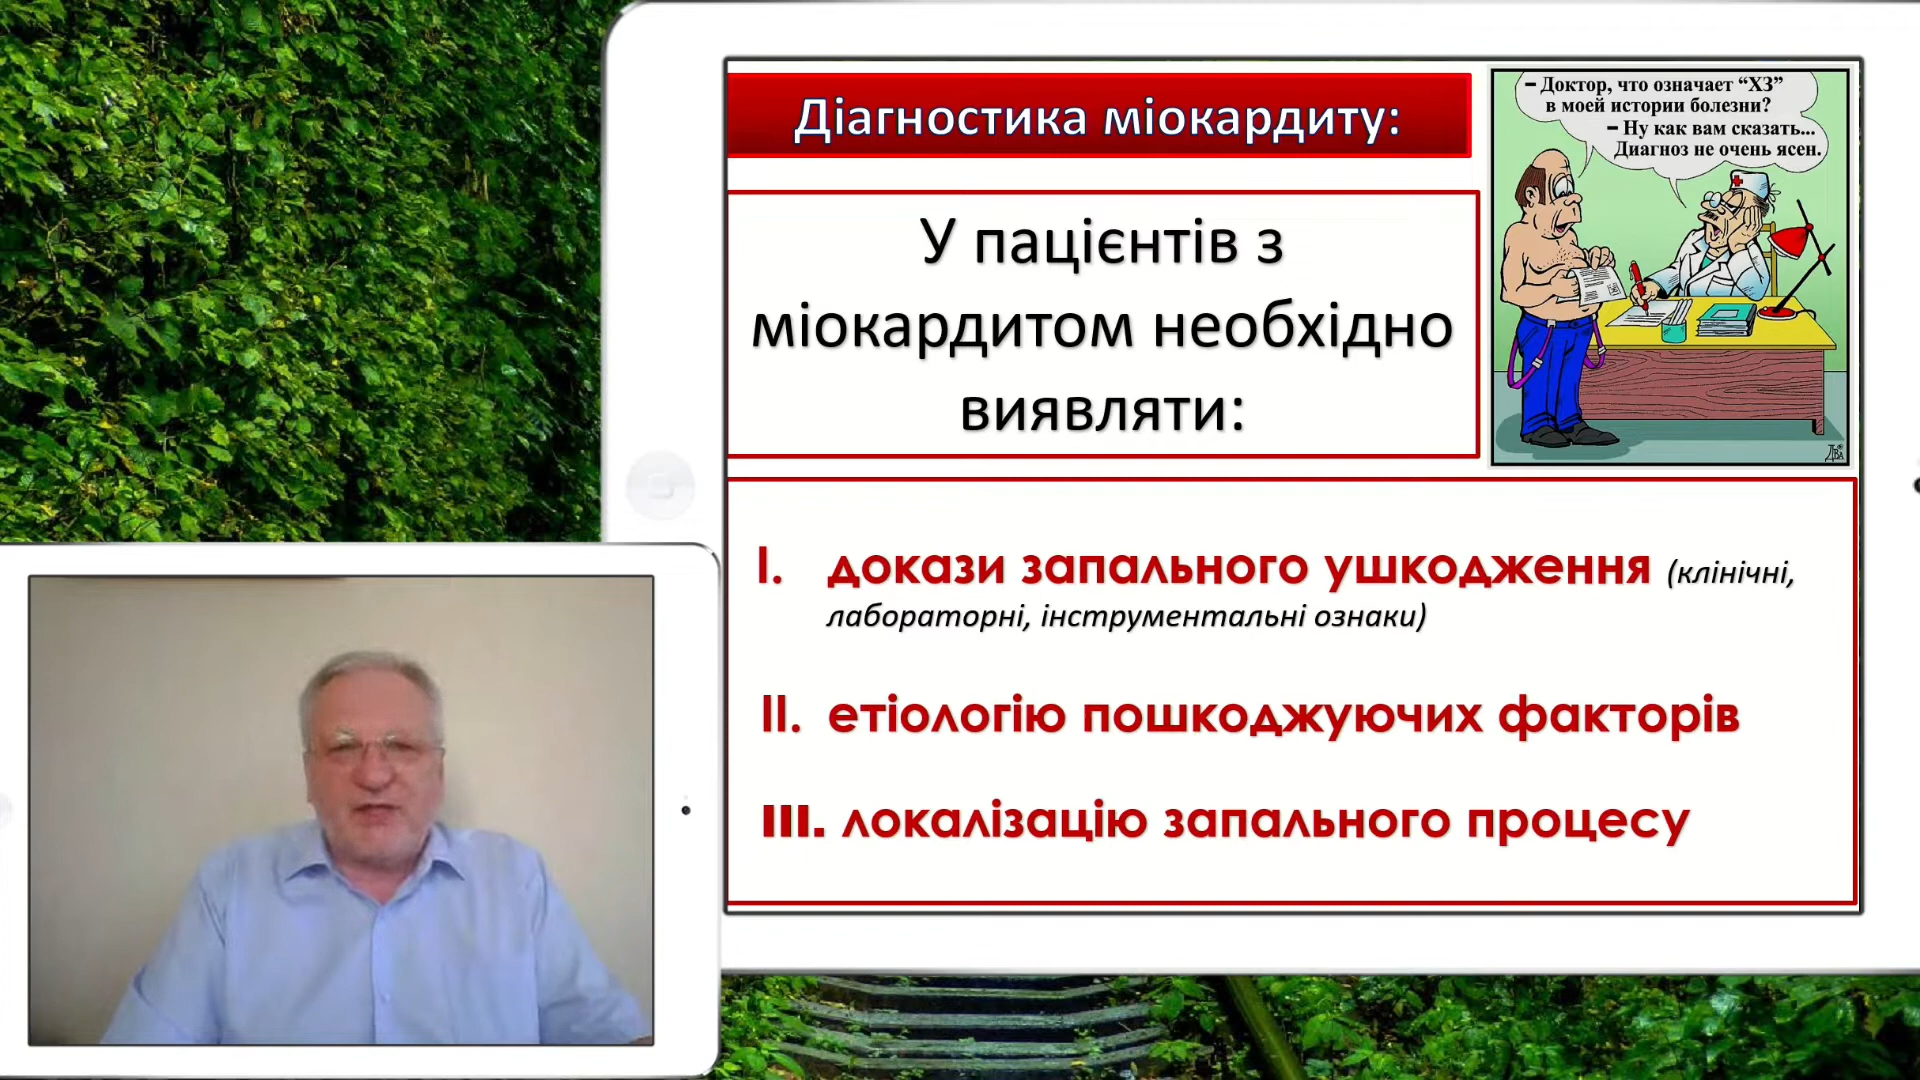 Діагностика міокардиту:
– Доктор, что означает “ХЗ”
в моей истории болезни?
– Ну как вам сказать...
Диагноз не очень ясен.
У пацієнтів з
міокардитом необхідно
виявляти:
I. докази запального ушкодження (клінічні,
лабораторні, інструментальні ознаки)
II. етіологію пошкоджуючих факторів
III. локалізацію запального процесу